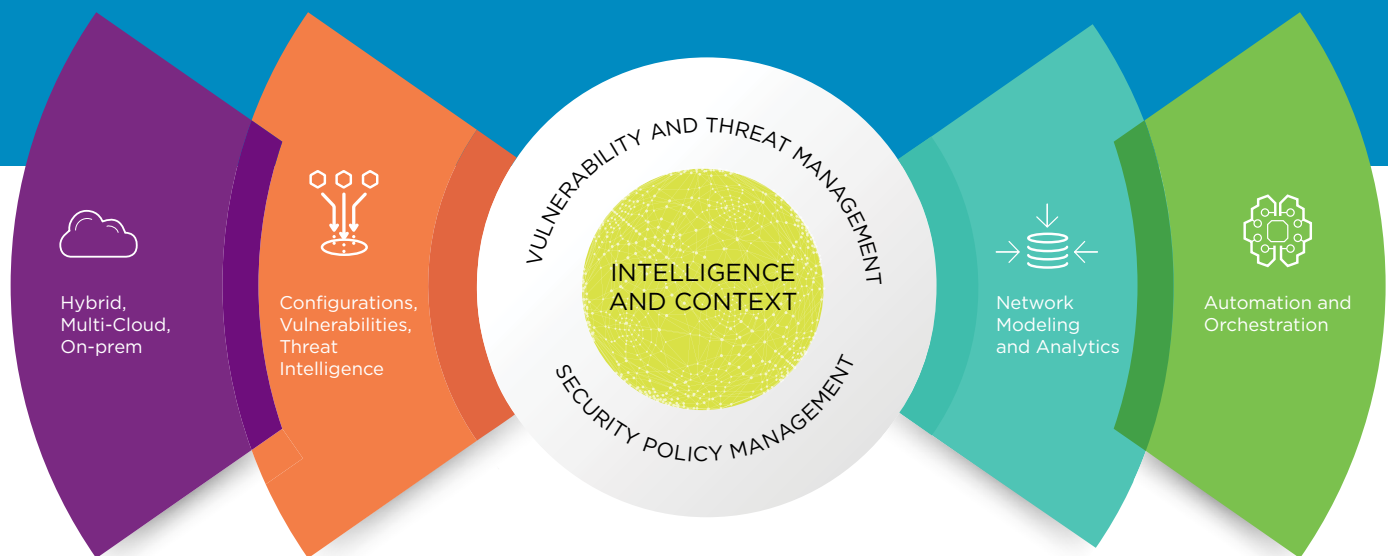 Hybrid,
Multi-Cloud,
On-prem
Configurations,
Vulnerabilities,
Threat
Intelligence
VULNERABILITY AND THREAT MANAGEMENT
INTELLIGENCE
AND CONTEXT
SECURITY POLICY MANAGEMENT
Network
Modeling
and Analytics
Automation and
Orchestration